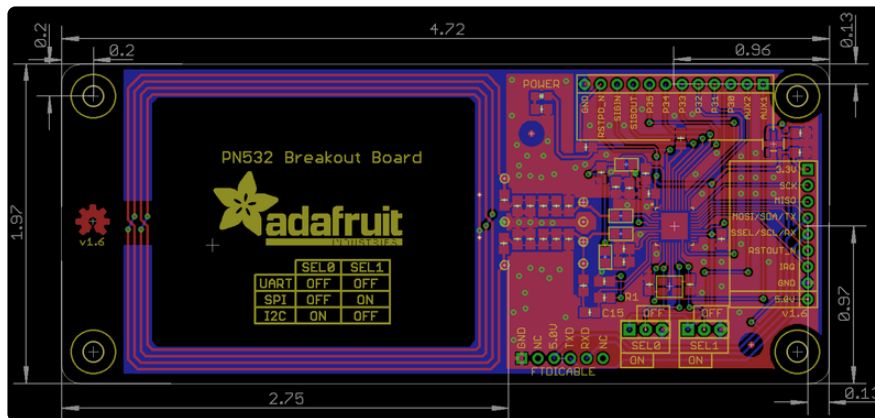 4.72
0.2
0.2
0.96
0.13
1.97
POWER
GND
RSTPD_N
SIGIN
SIGOUT
P35
P34
P33
P32
P31
P30
AUX2
AUX1
PN532 Breakout Board
adafruit
INDUSTRIES
v1.6
SEL0 SEL1
UART OFF OFF
SPI OFF ON
I2C ON OFF
3.3V
SCK
MISO
MOSI/SDA/TX
SSEL/SCL/RX
RSTOUT_N
IRQ
GND
5.0V
v1.6
0.97
R1
C15
OFF OFF
SEL0 SEL1
ON ON
GND
NC
5.0V
TXD
RXD
NC
FTDICABLE
2.75
0.13